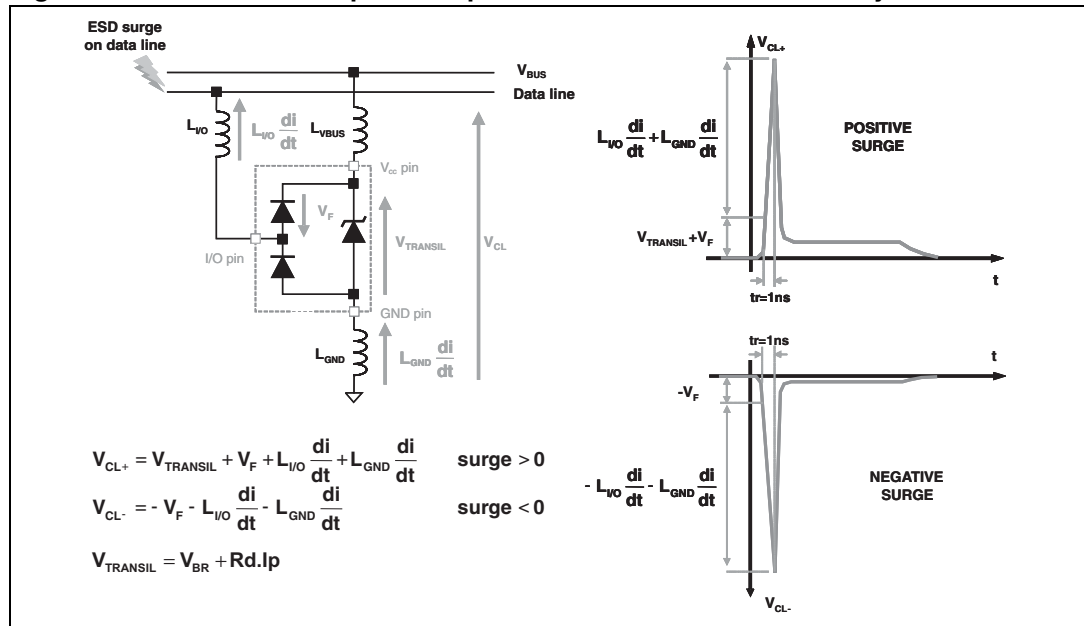 ESD surge
on data line
V_BUS
Data line
L_I/O
L_I/O di/dt
L_VBUS
V_cc pin
V_F
V_TRANSIL
V_CL
I/O pin
GND pin
L_GND
L_GND di/dt
V_CL+ = V_TRANSIL + V_F + L_I/O di/dt + L_GND di/dt surge > 0
V_CL- = - V_F - L_I/O di/dt - L_GND di/dt surge < 0
V_TRANSIL = V_BR + Rd.Ip
V_CL+
L_I/O di/dt + L_GND di/dt
POSITIVE
SURGE
V_TRANSIL+V_F
t
tr=1ns
tr=1ns
t
-V_F
- L_I/O di/dt - L_GND di/dt
NEGATIVE
SURGE
V_CL-